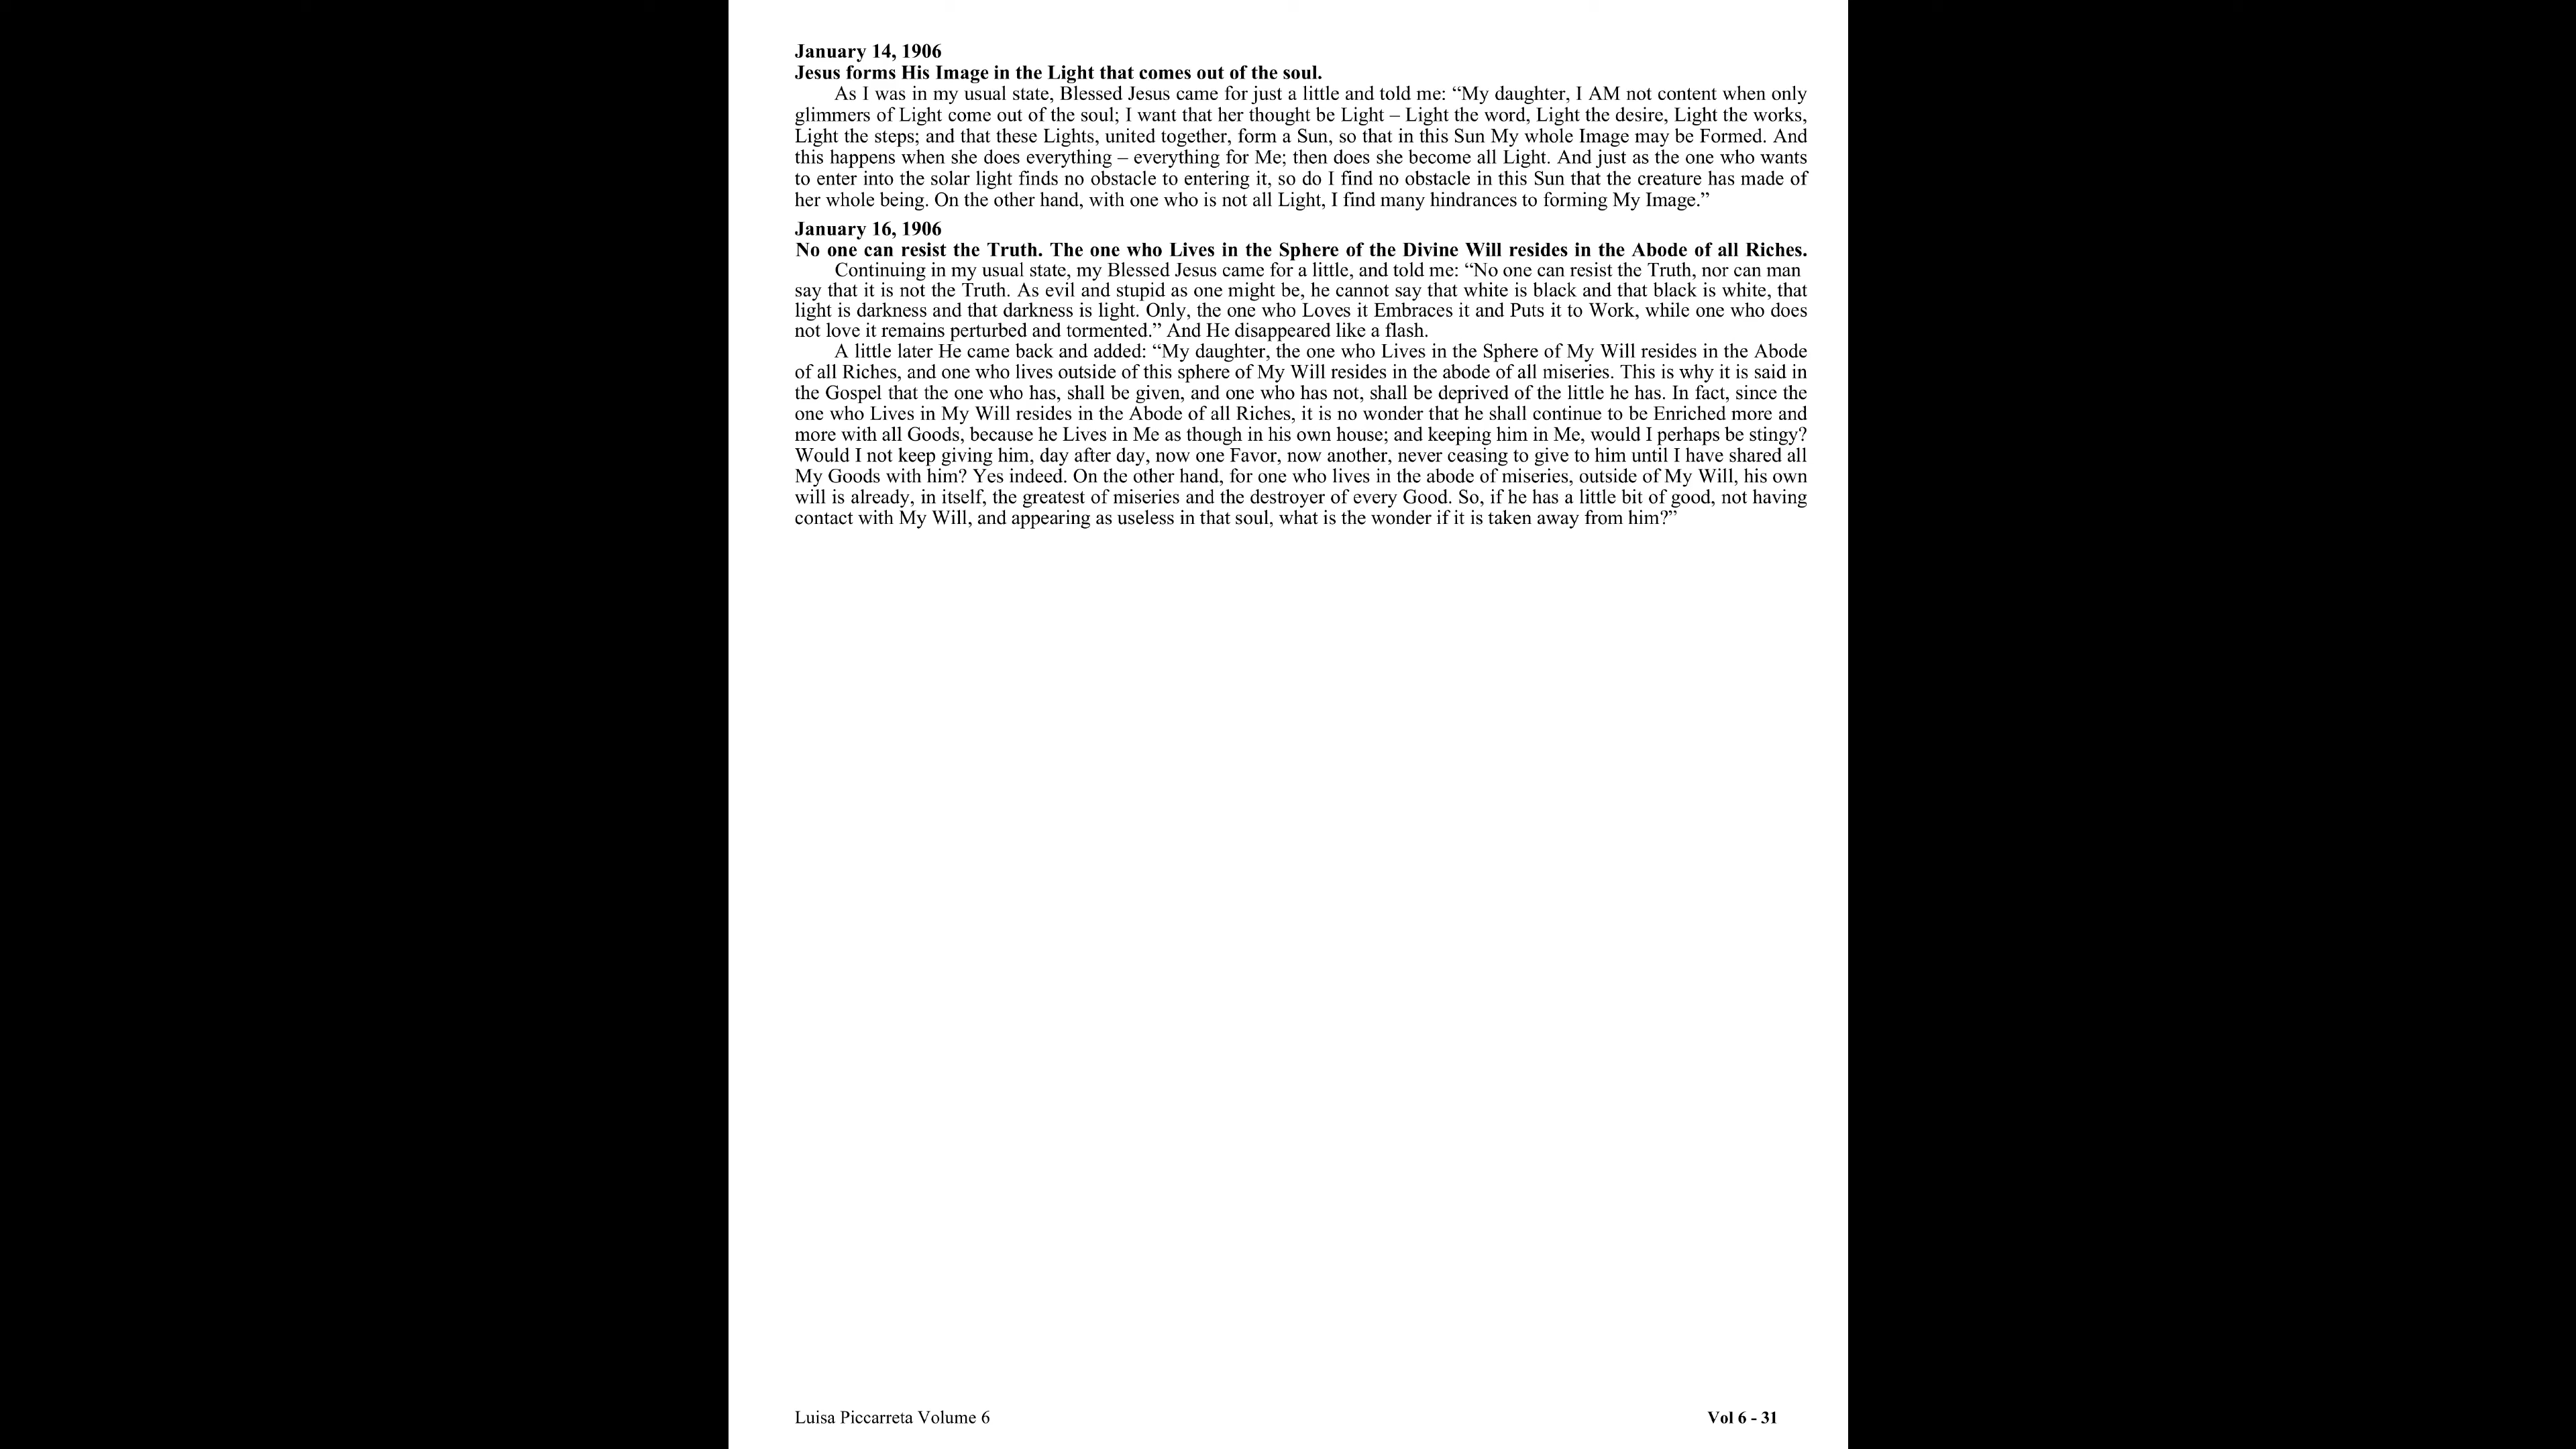 January 14, 1906
Jesus forms His Image in the Light that comes out of the soul.
As I was in my usual state, Blessed Jesus came for just a little and told me: “My daughter, I AM not content when only
glimmers of Light come out of the soul; I want that her thought be Light – Light the word, Light the desire, Light the works,
Light the steps; and that these Lights, united together, form a Sun, so that in this Sun My whole Image may be Formed. And
this happens when she does everything – everything for Me; then does she become all Light. And just as the one who wants
to enter into the solar light finds no obstacle to entering it, so do I find no obstacle in this Sun that the creature has made of
her whole being. On the other hand, with one who is not all Light, I find many hindrances to forming My Image.”
January 16, 1906
No one can resist the Truth. The one who Lives in the Sphere of the Divine Will resides in the Abode of all Riches.
Continuing in my usual state, my Blessed Jesus came for a little, and told me: “No one can resist the Truth, nor can man
say that it is not the Truth. As evil and stupid as one might be, he cannot say that white is black and that black is white, that
light is darkness and that darkness is light. Only, the one who Loves it Embraces it and Puts it to Work, while one who does
not love it remains perturbed and tormented.” And He disappeared like a flash.
A little later He came back and added: “My daughter, the one who Lives in the Sphere of My Will resides in the Abode
of all Riches, and one who lives outside of this sphere of My Will resides in the abode of all miseries. This is why it is said in
the Gospel that the one who has, shall be given, and one who has not, shall be deprived of the little he has. In fact, since the
one who Lives in My Will resides in the Abode of all Riches, it is no wonder that he shall continue to be Enriched more and
more with all Goods, because he Lives in Me as though in his own house; and keeping him in Me, would I perhaps be stingy?
Would I not keep giving him, day after day, now one Favor, now another, never ceasing to give to him until I have shared all
My Goods with him? Yes indeed. On the other hand, for one who lives in the abode of miseries, outside of My Will, his own
will is already, in itself, the greatest of miseries and the destroyer of every Good. So, if he has a little bit of good, not having
contact with My Will, and appearing as useless in that soul, what is the wonder if it is taken away from him?”
Luisa Piccarreta Volume 6
Vol 6 - 31